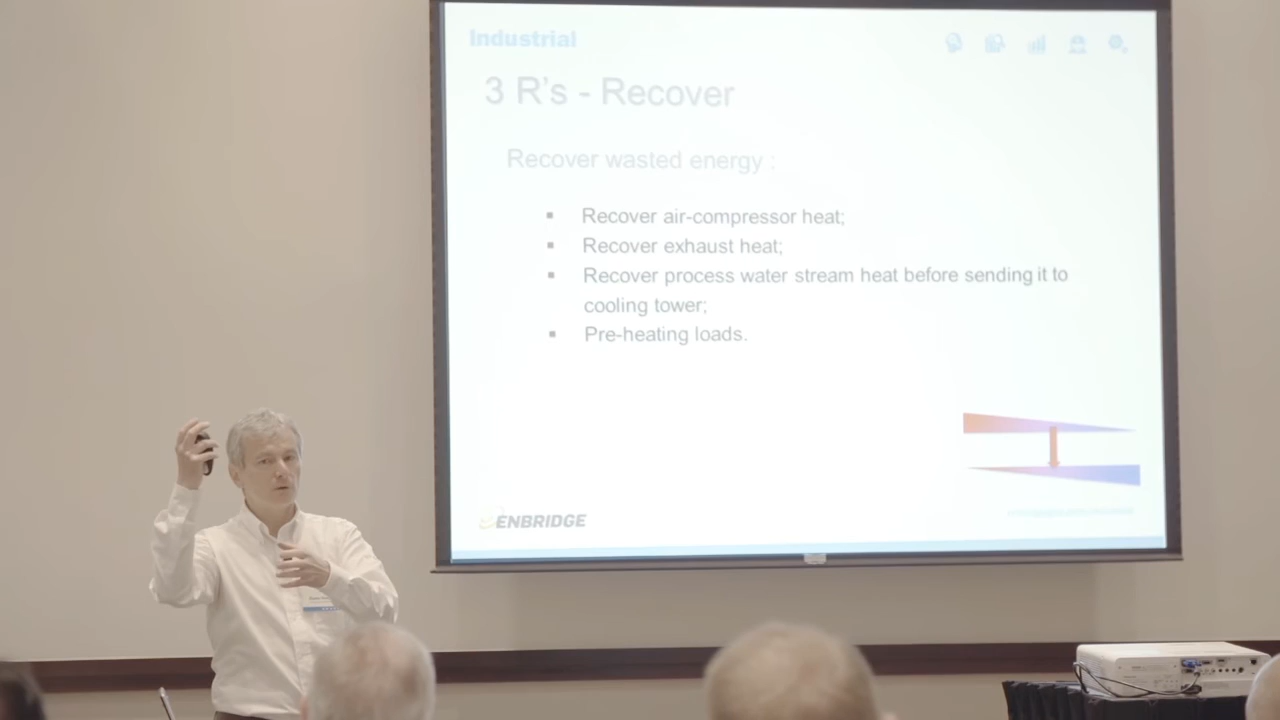 Industrial
3 R's - Recover
Recover wasted energy :
▪ Recover air-compressor heat;
▪ Recover exhaust heat;
▪ Recover process water stream heat before sending it to
cooling tower;
▪ Pre-heating loads.
ENBRIDGE